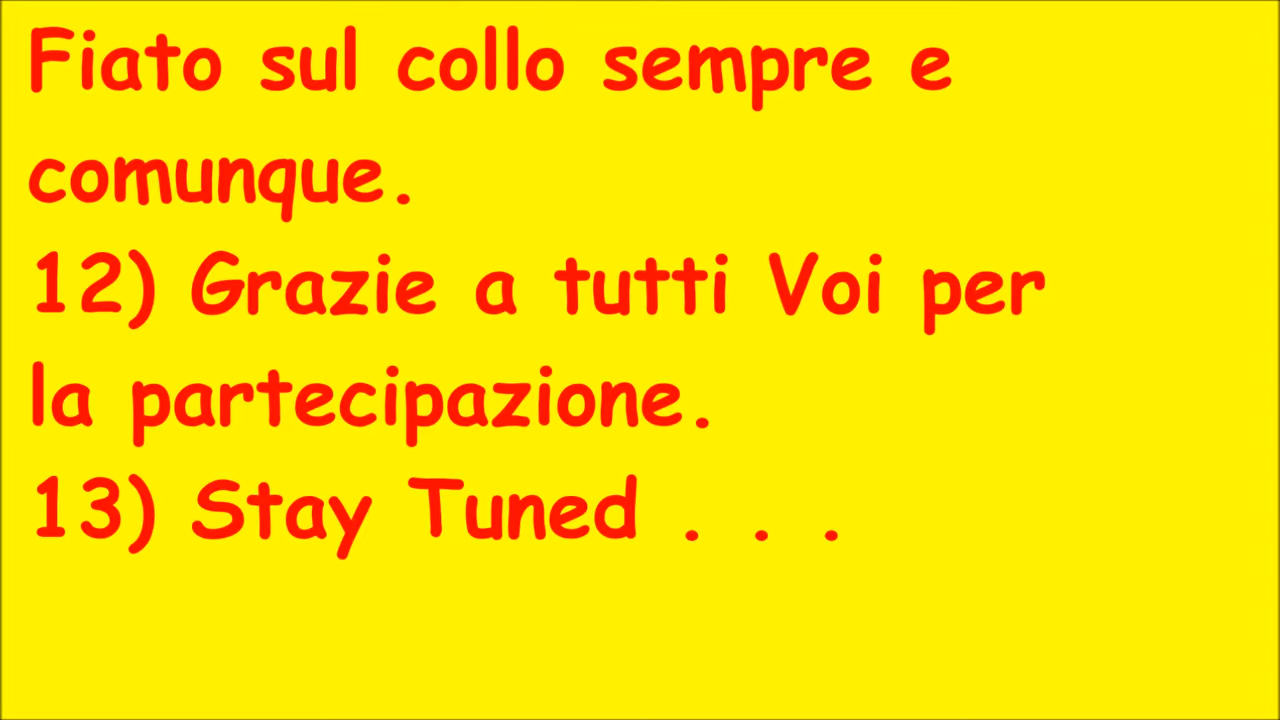 Fiato sul collo sempre e
comunque.
12) Grazie a tutti Voi per
la partecipazione.
13) Stay Tuned . . .